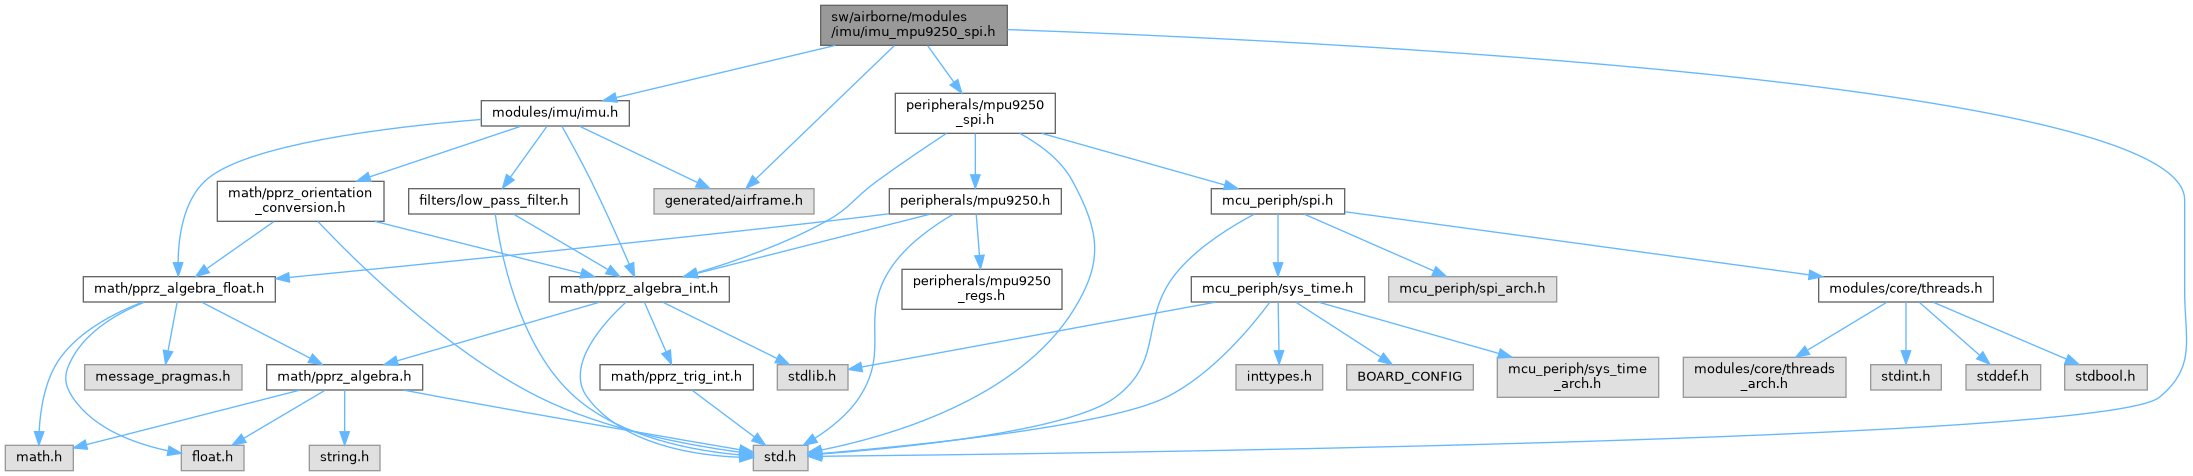 sw/airborne/modules
/imu/imu_mpu9250_spi.h
modules/imu/imu.h
peripherals/mpu9250
_spi.h
math/pprz_orientation
_conversion.h
filters/low_pass_filter.h
generated/airframe.h
peripherals/mpu9250.h
mcu_periph/spi.h
math/pprz_algebra_float.h
math/pprz_algebra_int.h
peripherals/mpu9250
_regs.h
mcu_periph/sys_time.h
mcu_periph/spi_arch.h
modules/core/threads.h
message_pragmas.h
math/pprz_algebra.h
math/pprz_trig_int.h
stdlib.h
inttypes.h
BOARD_CONFIG
mcu_periph/sys_time
_arch.h
modules/core/threads
_arch.h
stdint.h
stddef.h
stdbool.h
math.h
float.h
string.h
std.h